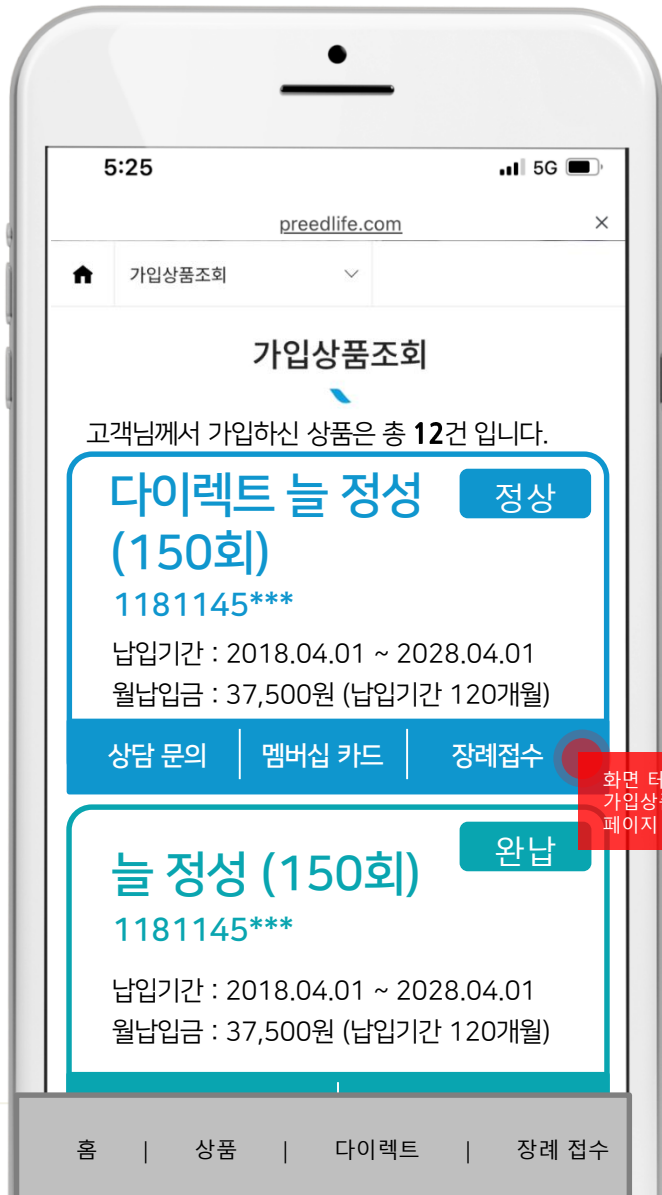 5:25
5G
preedlife.com
가입상품조회
가입상품조회
고객님께서 가입하신 상품은 총 12건 입니다.
다이렉트 늘 정성
정상
(150회)
1181145***
납입기간 : 2018.04.01 ~ 2028.04.01
월납입금 : 37,500원 (납입기간 120개월)
상담 문의
멤버십 카드
장례접수
화면
가입상
페이지
완납
늘 정성 (150회)
1181145***
납입기간 : 2018.04.01 ~ 2028.04.01
월납입금 : 37,500원 (납입기간 120개월)
홈 | 상품 | 다이렉트 | 장례 접수